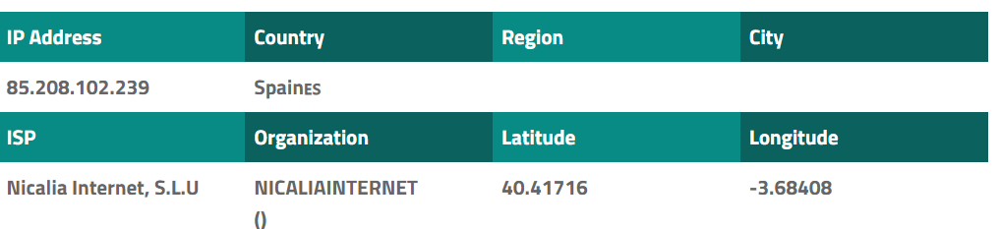 IP Address Country Region City
85.208.102.239 SpainES
ISP Organization Latitude Longitude
Nicalia Internet, S.L.U NICALIAINTERNET 40.41716 -3.68408
()